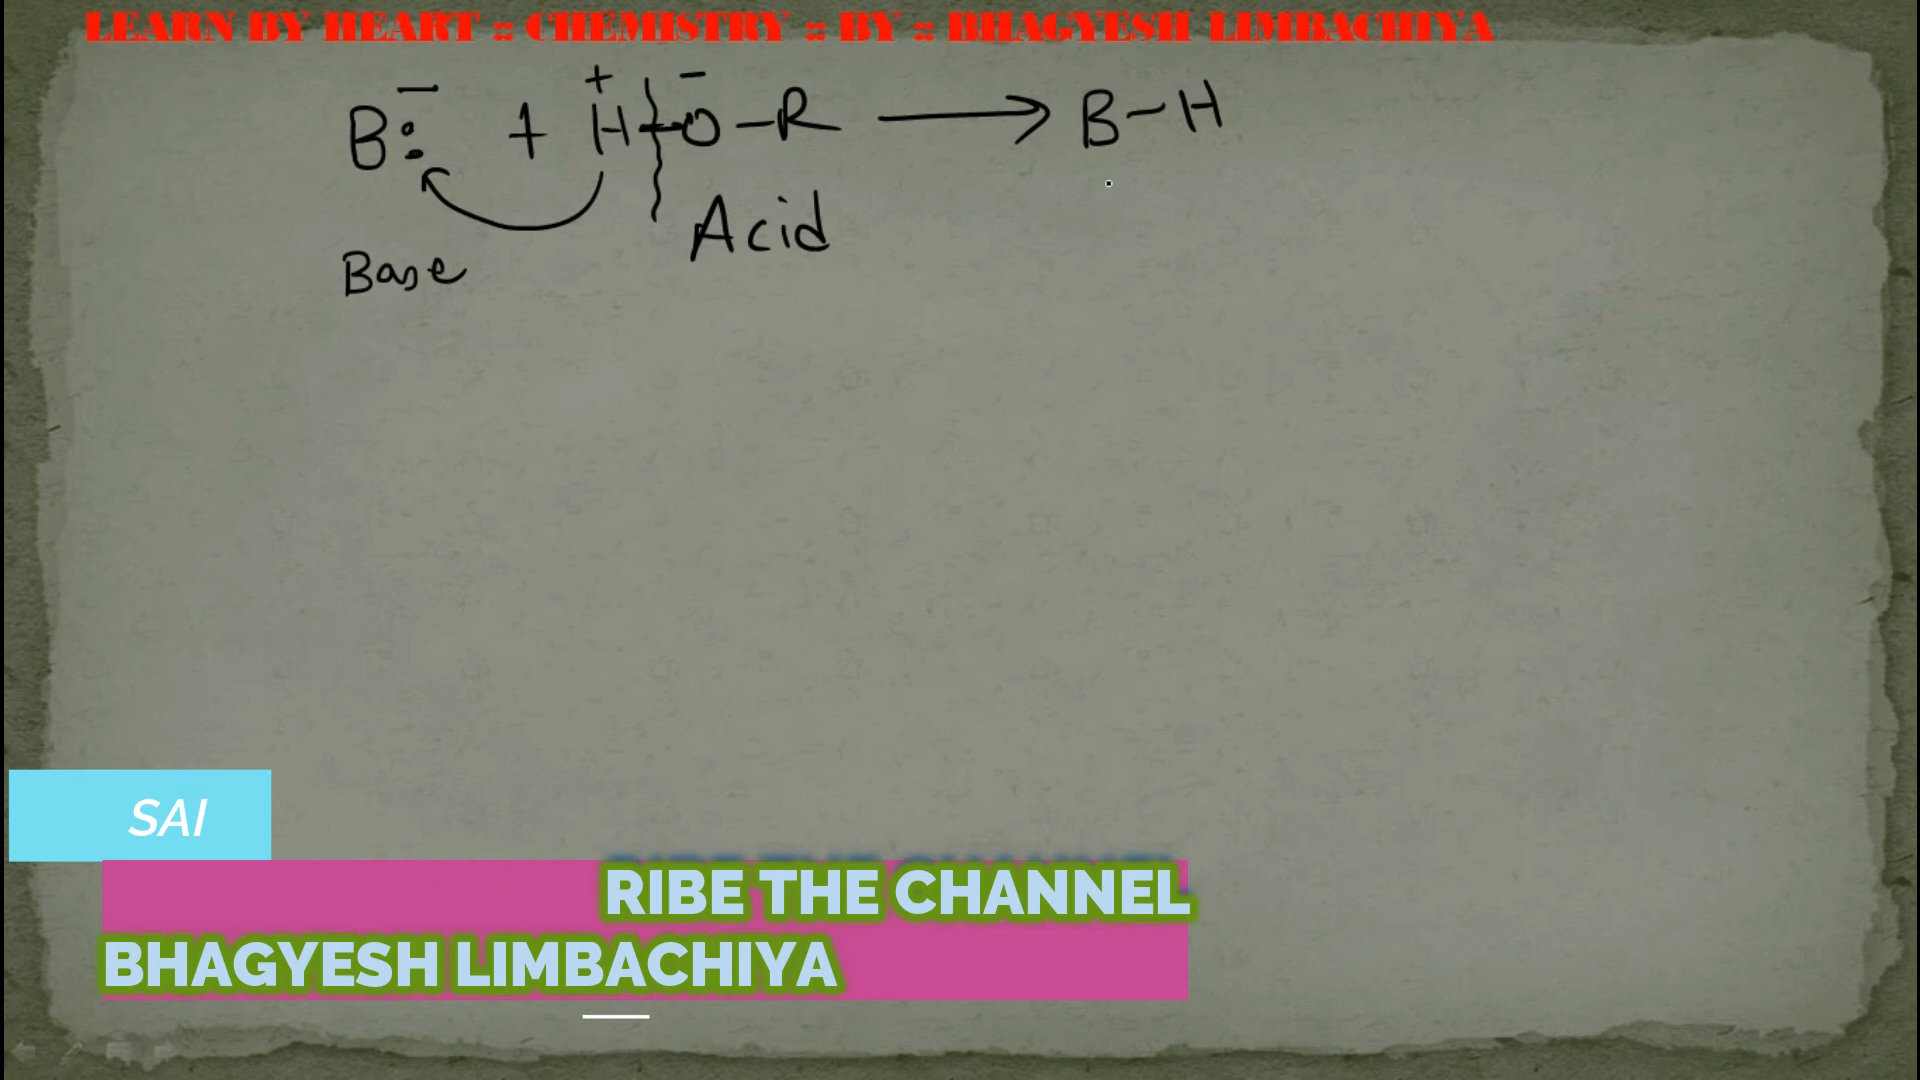 LEARN BY HEART :: CHEMISTRY :: BY :: BHAGYESH LIMBACHIYA
B:⁻ + H⁺-O⁻-R ⟶ B-H
Acid
Base
SAI
RIBE THE CHANNEL
BHAGYESH LIMBACHIYA